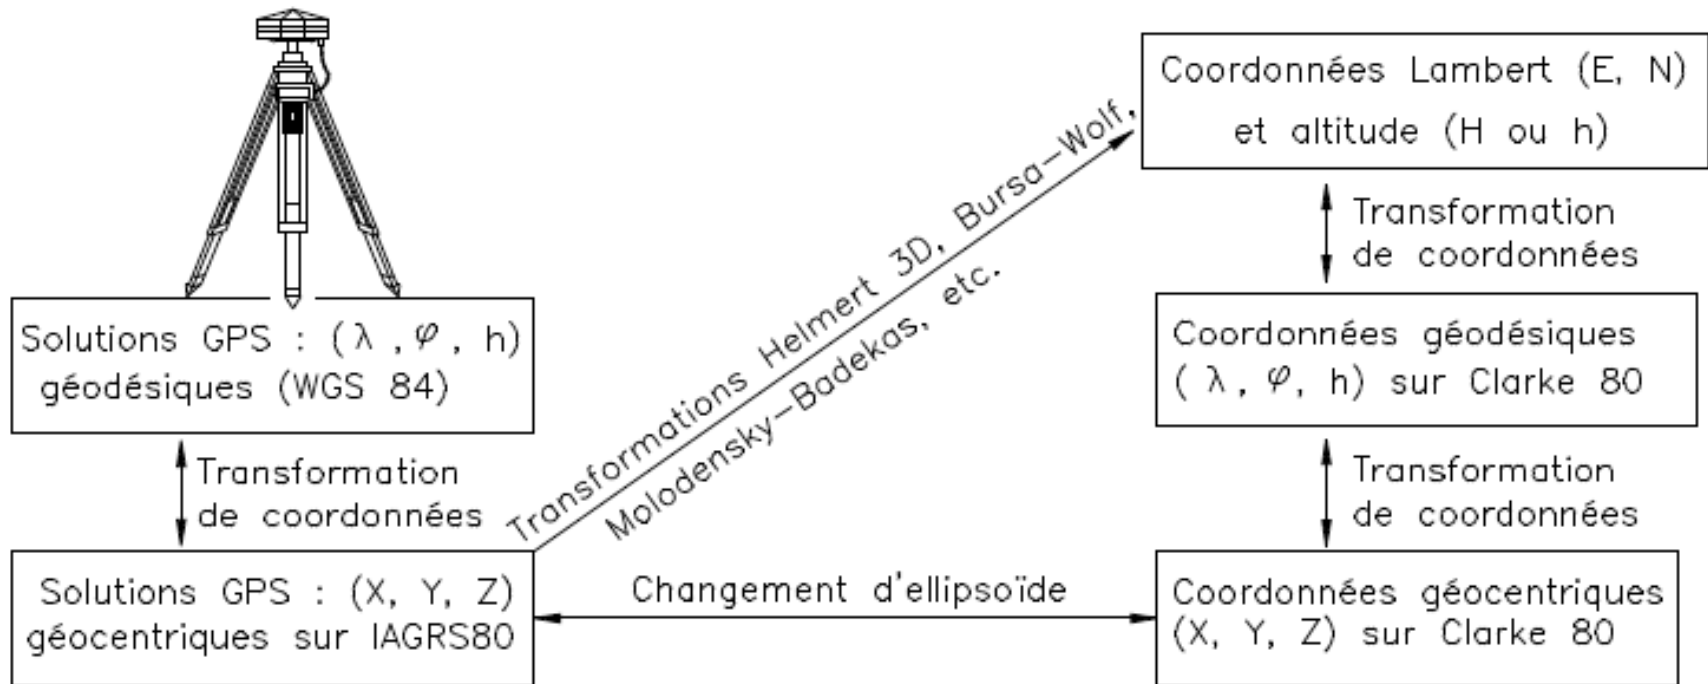 Solutions GPS : (λ , φ, h)
géodésiques (WGS 84)
Transformation
de coordonnées
Solutions GPS : (X, Y, Z)
géocentriques sur IAGRS80
Transformations Helmert 3D, Bursa-Wolf,
Molodensky-Badekas, etc.
Changement d'ellipsoïde
Coordonnées Lambert (E, N)
et altitude (H ou h)
Transformation
de coordonnées
Coordonnées géodésiques
( λ , φ, h) sur Clarke 80
Transformation
de coordonnées
Coordonnées géocentriques
(X, Y, Z) sur Clarke 80